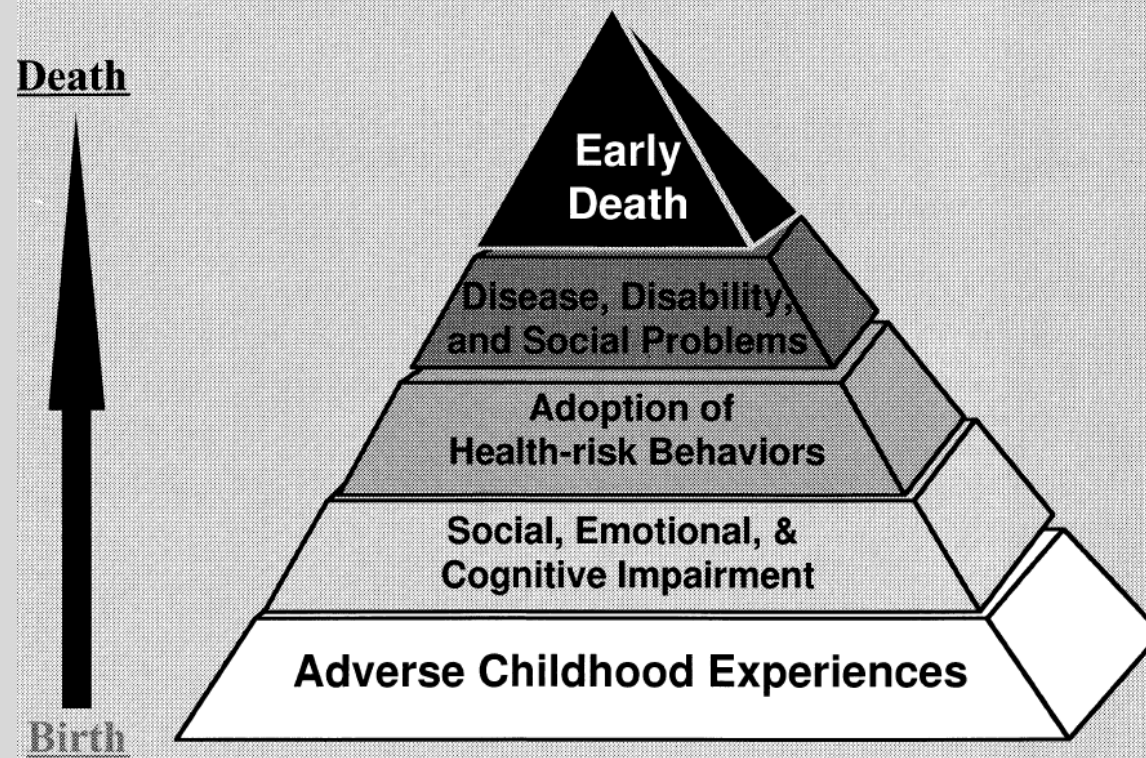 Death
Early
Death
Disease, Disability,
and Social Problems
Adoption of
Health-risk Behaviors
Social, Emotional, &
Cognitive Impairment
Adverse Childhood Experiences
Birth